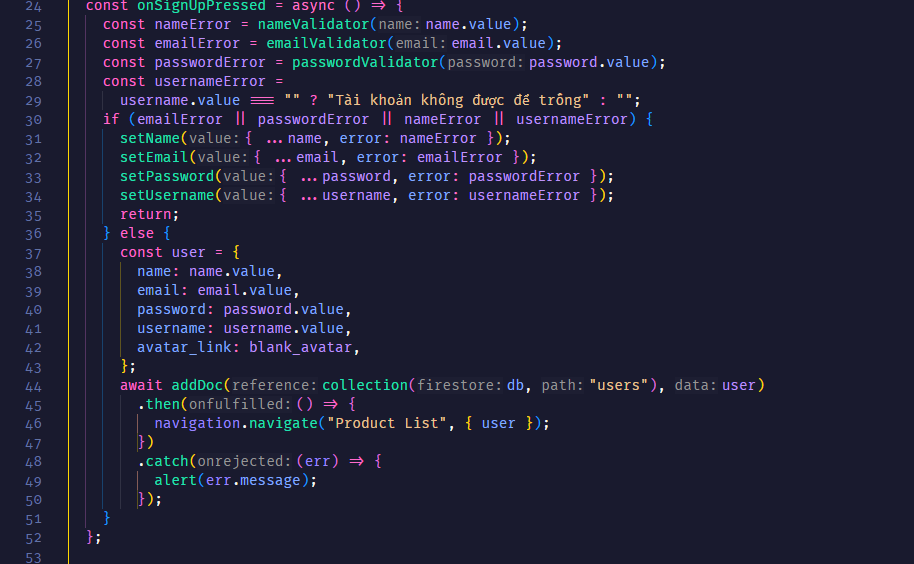 24 const onSignUpPressed = async () => {
25 const nameError = nameValidator(name: name.value);
26 const emailError = emailValidator(email: email.value);
27 const passwordError = passwordValidator(password: password.value);
28 const usernameError =
29 username.value === "" ? "Tài khoản không được để trống" : "";
30 if (emailError || passwordError || nameError || usernameError) {
31 setName(value: { ...name, error: nameError });
32 setEmail(value: { ...email, error: emailError });
33 setPassword(value: { ...password, error: passwordError });
34 setUsername(value: { ...username, error: usernameError });
35 return;
36 } else {
37 const user = {
38 name: name.value,
39 email: email.value,
40 password: password.value,
41 username: username.value,
42 avatar_link: blank_avatar,
43 };
44 await addDoc(reference: collection(firestore: db, path: "users"), data: user)
45 .then(onfulfilled: () => {
46 navigation.navigate("Product List", { user });
47 })
48 .catch(onrejected: (err) => {
49 alert(err.message);
50 });
51 }
52 };
53